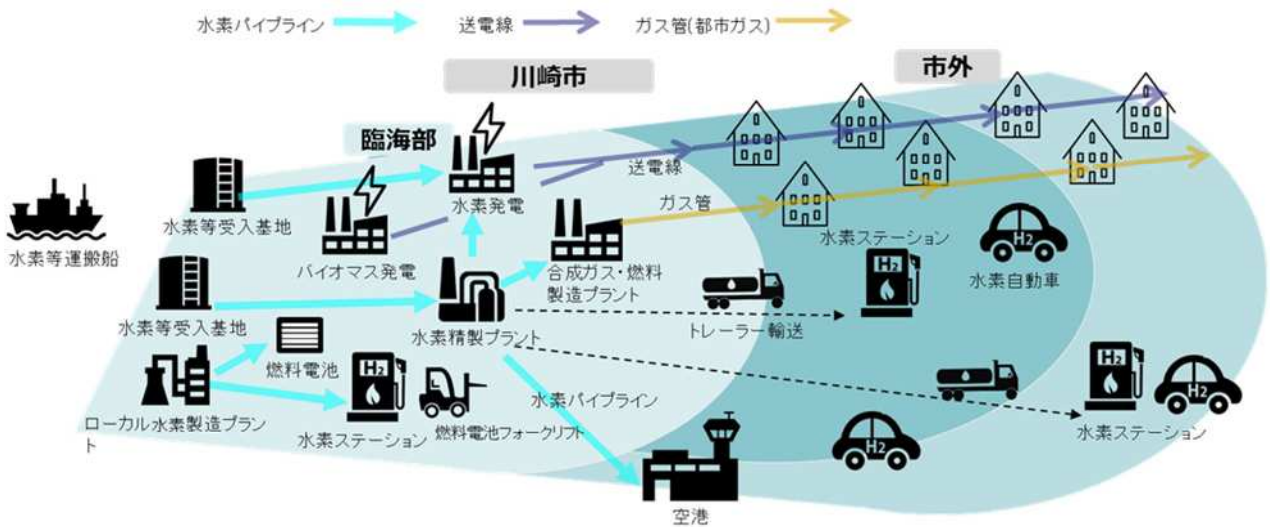 水素パイプライン
送電線
ガス管(都市ガス)
川崎市
市外
臨海部
送電線
水素発電
水素等受入基地
ガス管
水素等運搬船
バイオマス発電
水素ステーション
H2
H2
水素自動車
合成ガス・燃料
製造プラント
水素等受入基地
水素精製プラント
トレーラー輸送
燃料電池
H2
H2
H2
ローカル水素製造プラン
ト
水素ステーション
燃料電池フォークリフト
水素パイプライン
H2
水素ステーション
空港